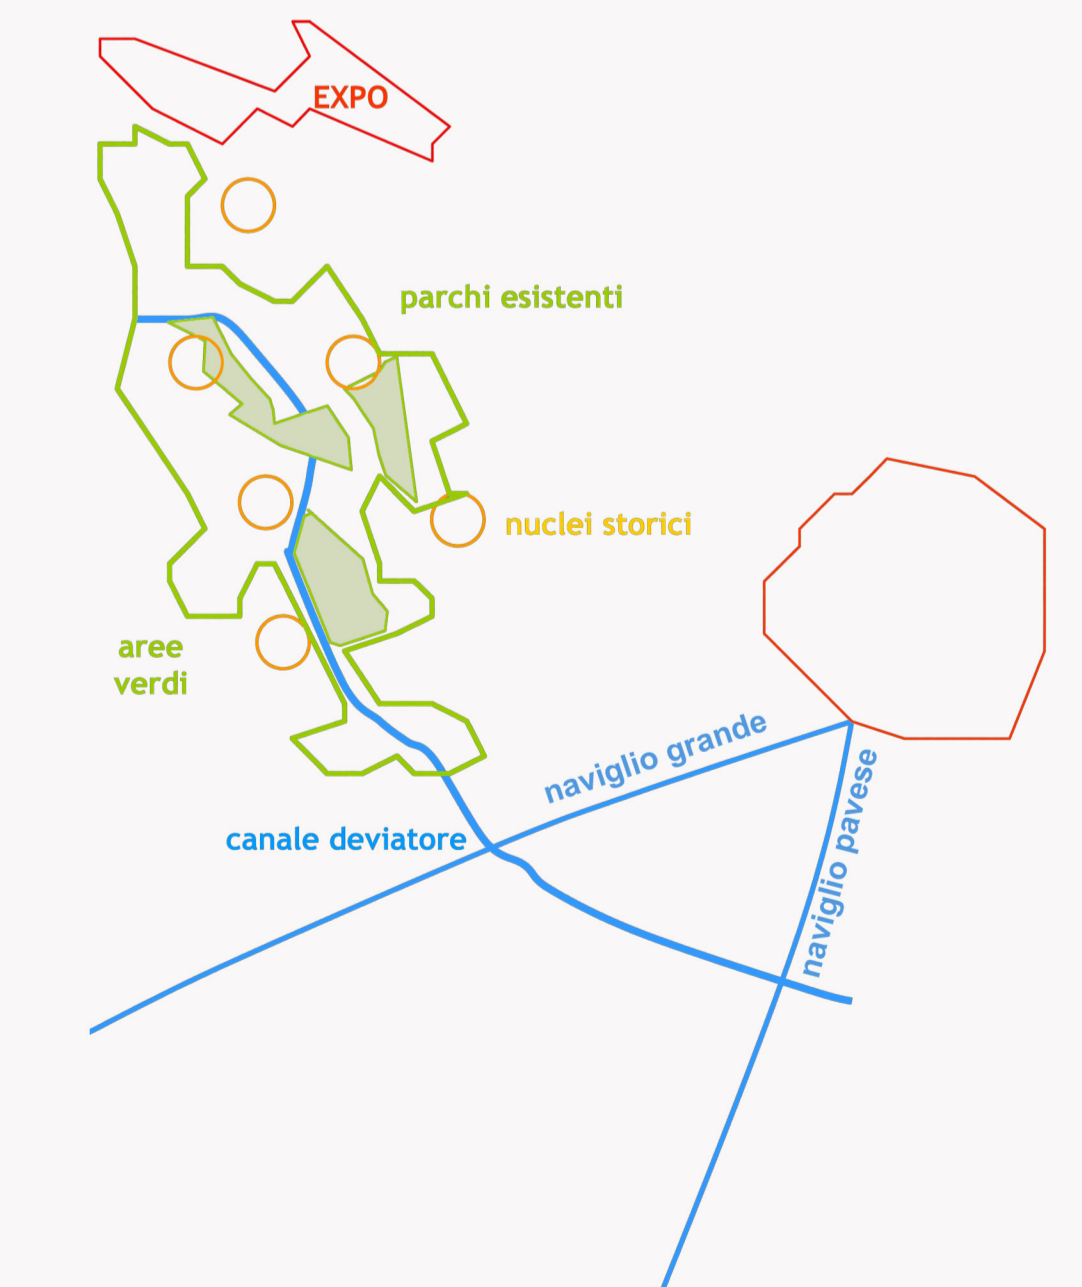 EXPO
parchi esistenti
nuclei storici
aree
verdi
naviglio grande
naviglio pavese
canale deviatore